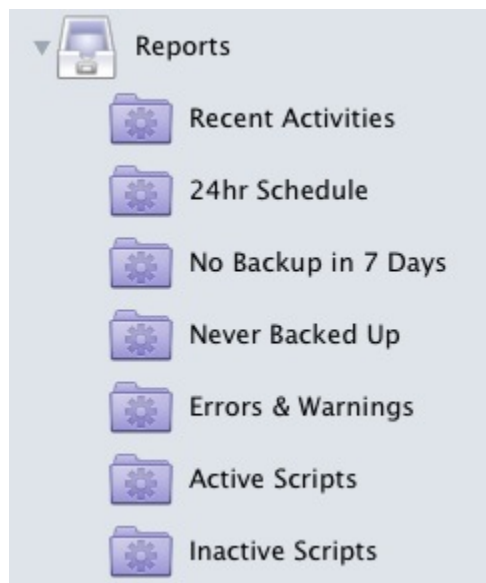 Reports
Recent Activities
24hr Schedule
No Backup in 7 Days
Never Backed Up
Errors & Warnings
Active Scripts
Inactive Scripts